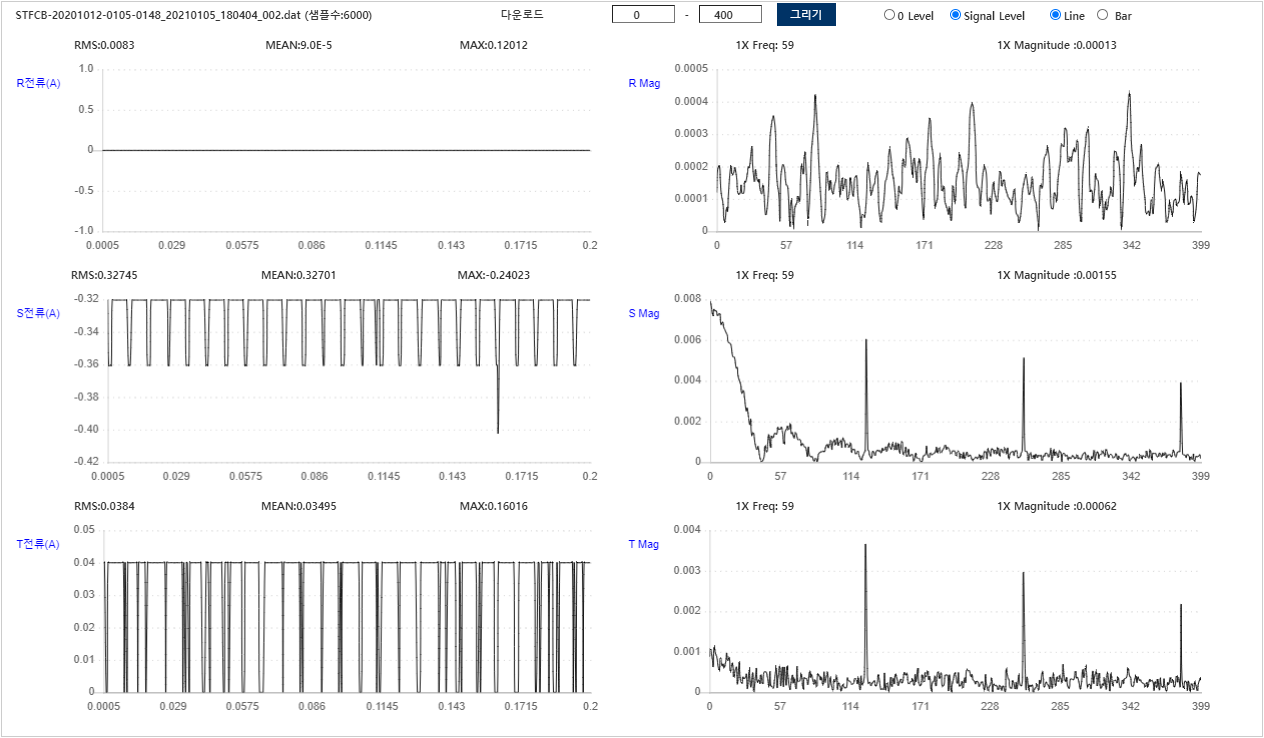 STFCB-20201012-0105-0148_20210105_180404_002.dat (샘플수:6000) 다운로드 0 - 400 그리기 0 Level Signal Level Line Bar
RMS:0.0083 MEAN:9.0E-5 MAX:0.12012 1X Freq: 59 1X Magnitude :0.00013
R전류(A)
1.0
0.5
0
-0.5
-1.0
0.0005 0.029 0.0575 0.086 0.1145 0.143 0.1715 0.2
R Mag
0.0005
0.0004
0.0003
0.0002
0.0001
0
0 57 114 171 228 285 342 399
RMS:0.32745 MEAN:0.32701 MAX:-0.24023 1X Freq: 59 1X Magnitude :0.00155
S전류(A)
-0.32
-0.34
-0.36
-0.38
-0.40
-0.42
0.0005 0.029 0.0575 0.086 0.1145 0.143 0.1715 0.2
S Mag
0.008
0.006
0.004
0.002
0
0 57 114 171 228 285 342 399
RMS:0.0384 MEAN:0.03495 MAX:0.16016 1X Freq: 59 1X Magnitude :0.00062
T전류(A)
0.05
0.04
0.03
0.02
0.01
0
0.0005 0.029 0.0575 0.086 0.1145 0.143 0.1715 0.2
T Mag
0.004
0.003
0.002
0.001
0
0 57 114 171 228 285 342 399